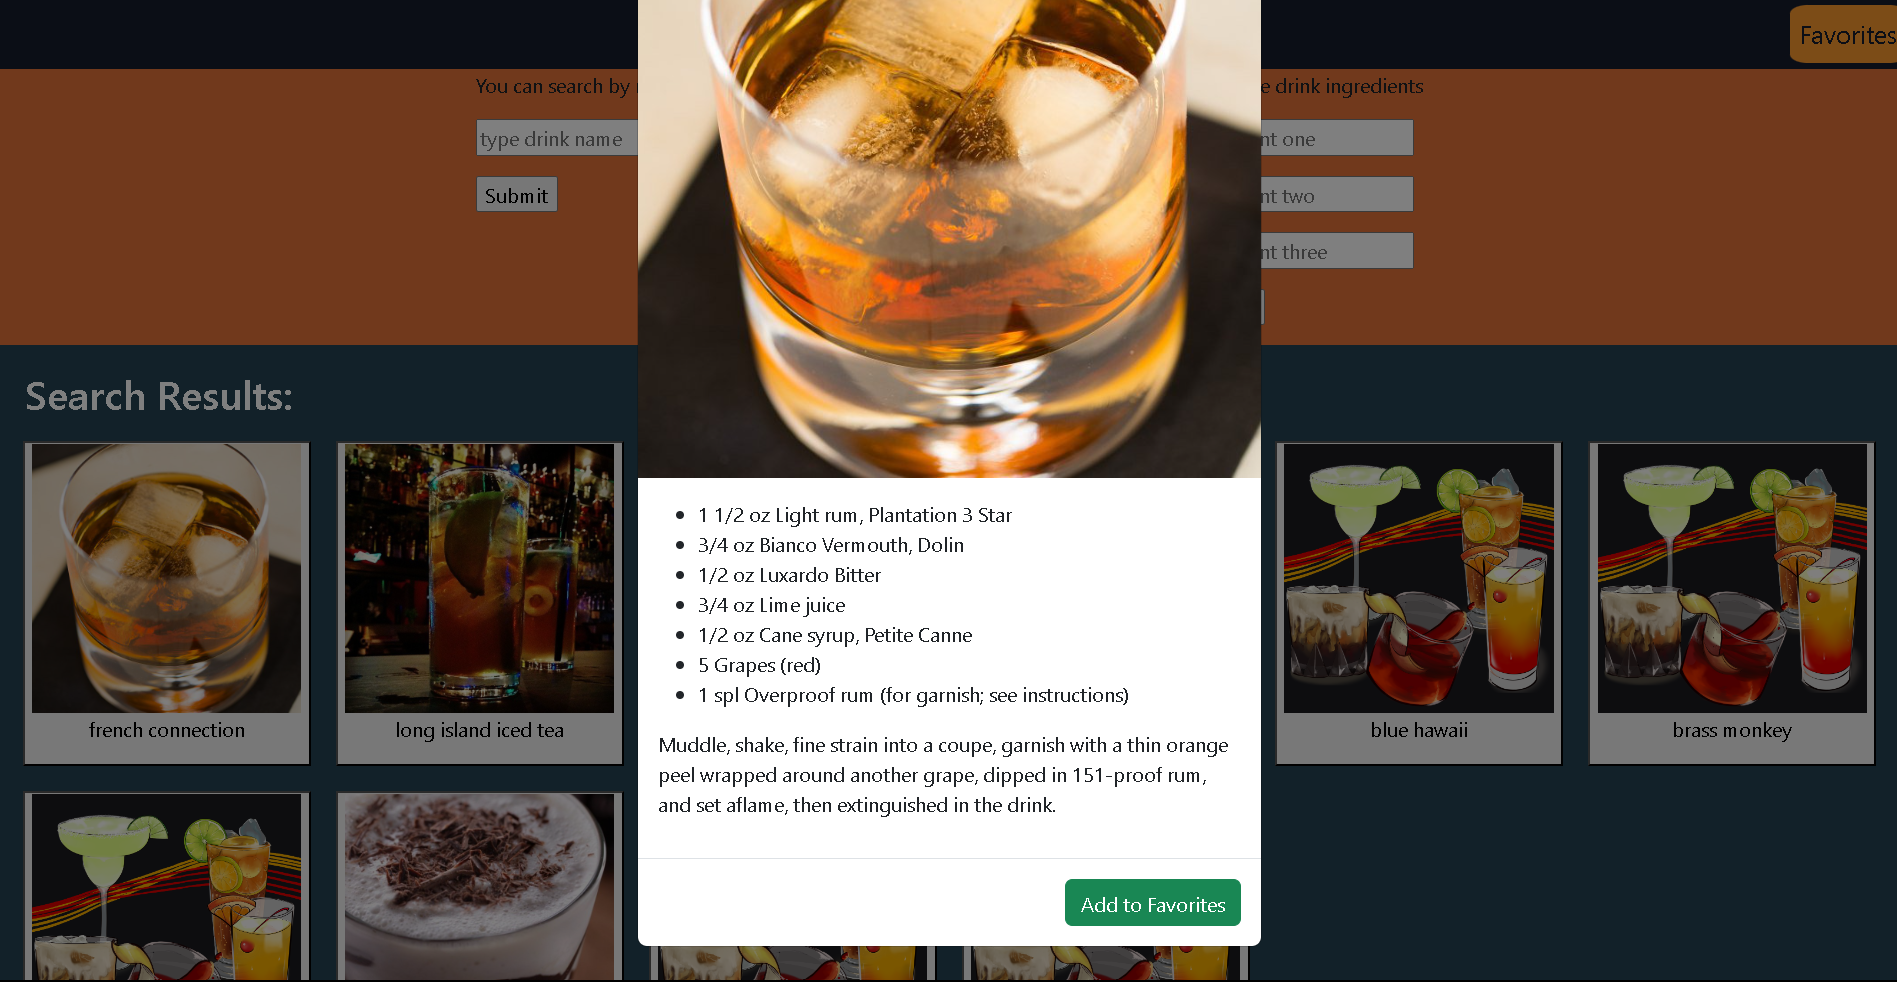 Favorites
You can search by
e drink ingredients
type drink name
nt one
Submit
nt two
nt three
Search Results:
french connection
long island iced tea
blue hawaii
brass monkey
1 1/2 oz Light rum, Plantation 3 Star
3/4 oz Bianco Vermouth, Dolin
1/2 oz Luxardo Bitter
3/4 oz Lime juice
1/2 oz Cane syrup, Petite Canne
5 Grapes (red)
1 spl Overproof rum (for garnish; see instructions)
Muddle, shake, fine strain into a coupe, garnish with a thin orange
peel wrapped around another grape, dipped in 151-proof rum,
and set aflame, then extinguished in the drink.
Add to Favorites